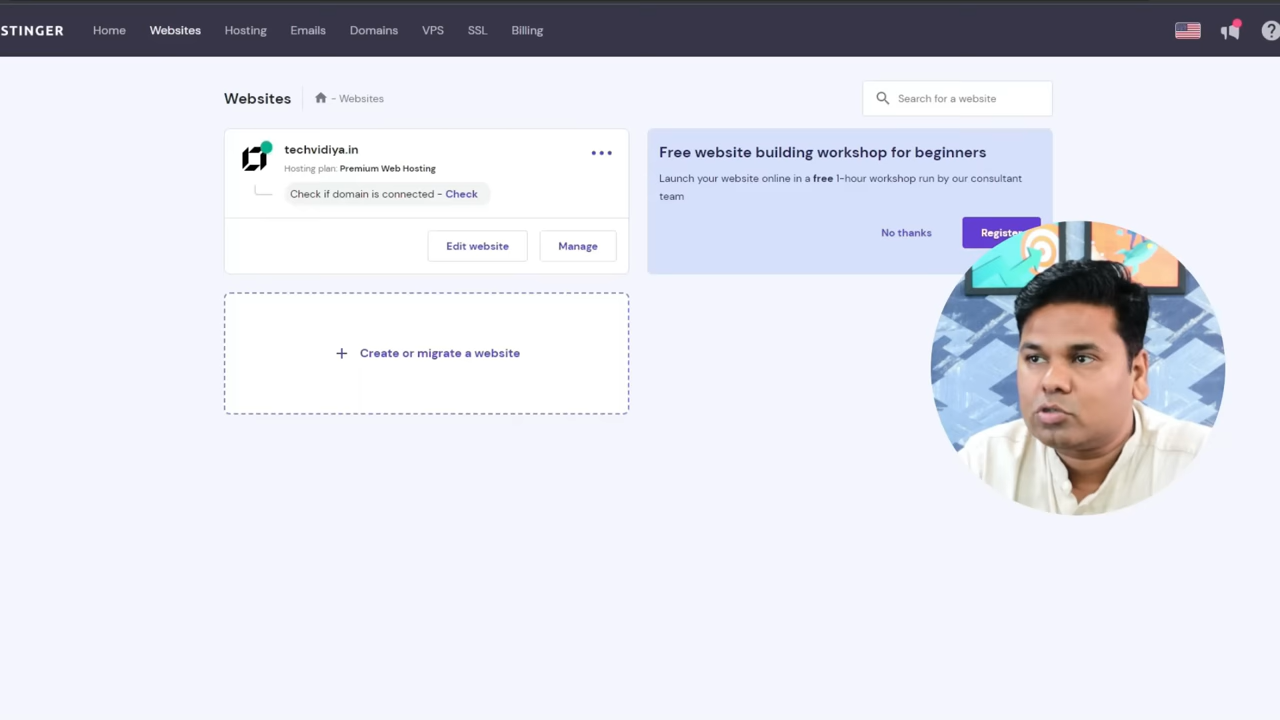 STINGER Home Websites Hosting Emails Domains VPS SSL Billing
Websites - Websites
Search for a website
techvidiya.in
Hosting plan: Premium Web Hosting
Check if domain is connected - Check
Edit website Manage
Free website building workshop for beginners
Launch your website online in a free 1-hour workshop run by our consultant
team
No thanks Register
+ Create or migrate a website